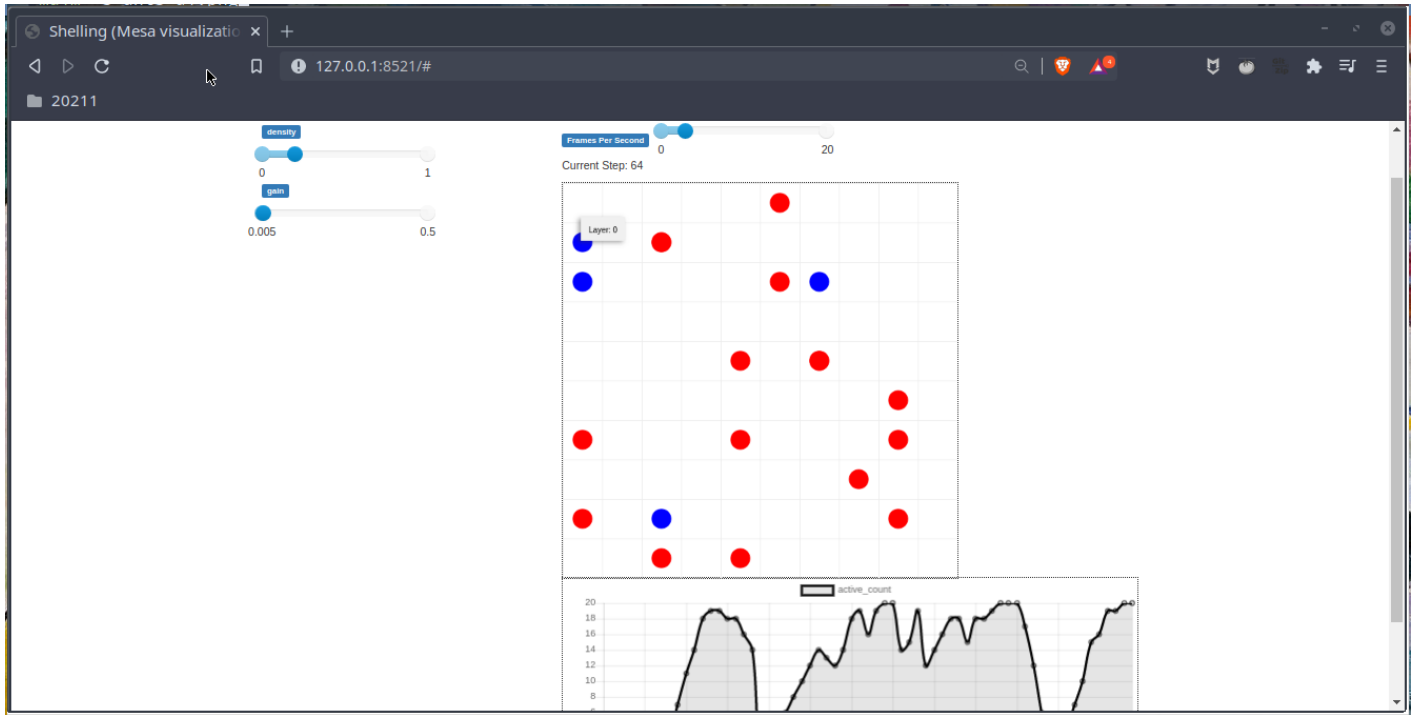 Shelling (Mesa visualizatio
127.0.0.1:8521/#
20211
density
0 1
gain
0.005 0.5
Frames Per Second
0 20
Current Step: 64
Layer: 0
active_count
20
18
16
14
12
10
8